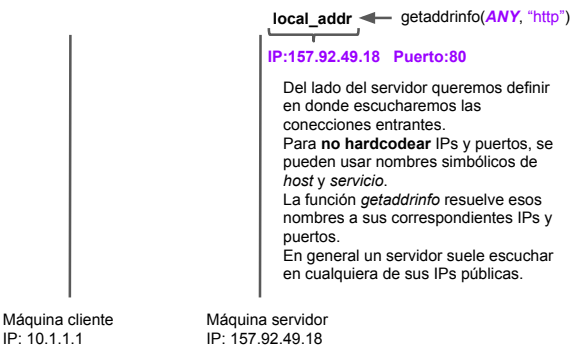 local_addr getaddrinfo(ANY, “http”)
IP:157.92.49.18 Puerto:80
Del lado del servidor queremos definir
en donde escucharemos las
conecciones entrantes.
Para no hardcodear IPs y puertos, se
pueden usar nombres simbólicos de
host y servicio.
La función getaddrinfo resuelve esos
nombres a sus correspondientes IPs y
puertos.
En general un servidor suele escuchar
en cualquiera de sus IPs públicas.
Máquina cliente
IP: 10.1.1.1
Máquina servidor
IP: 157.92.49.18